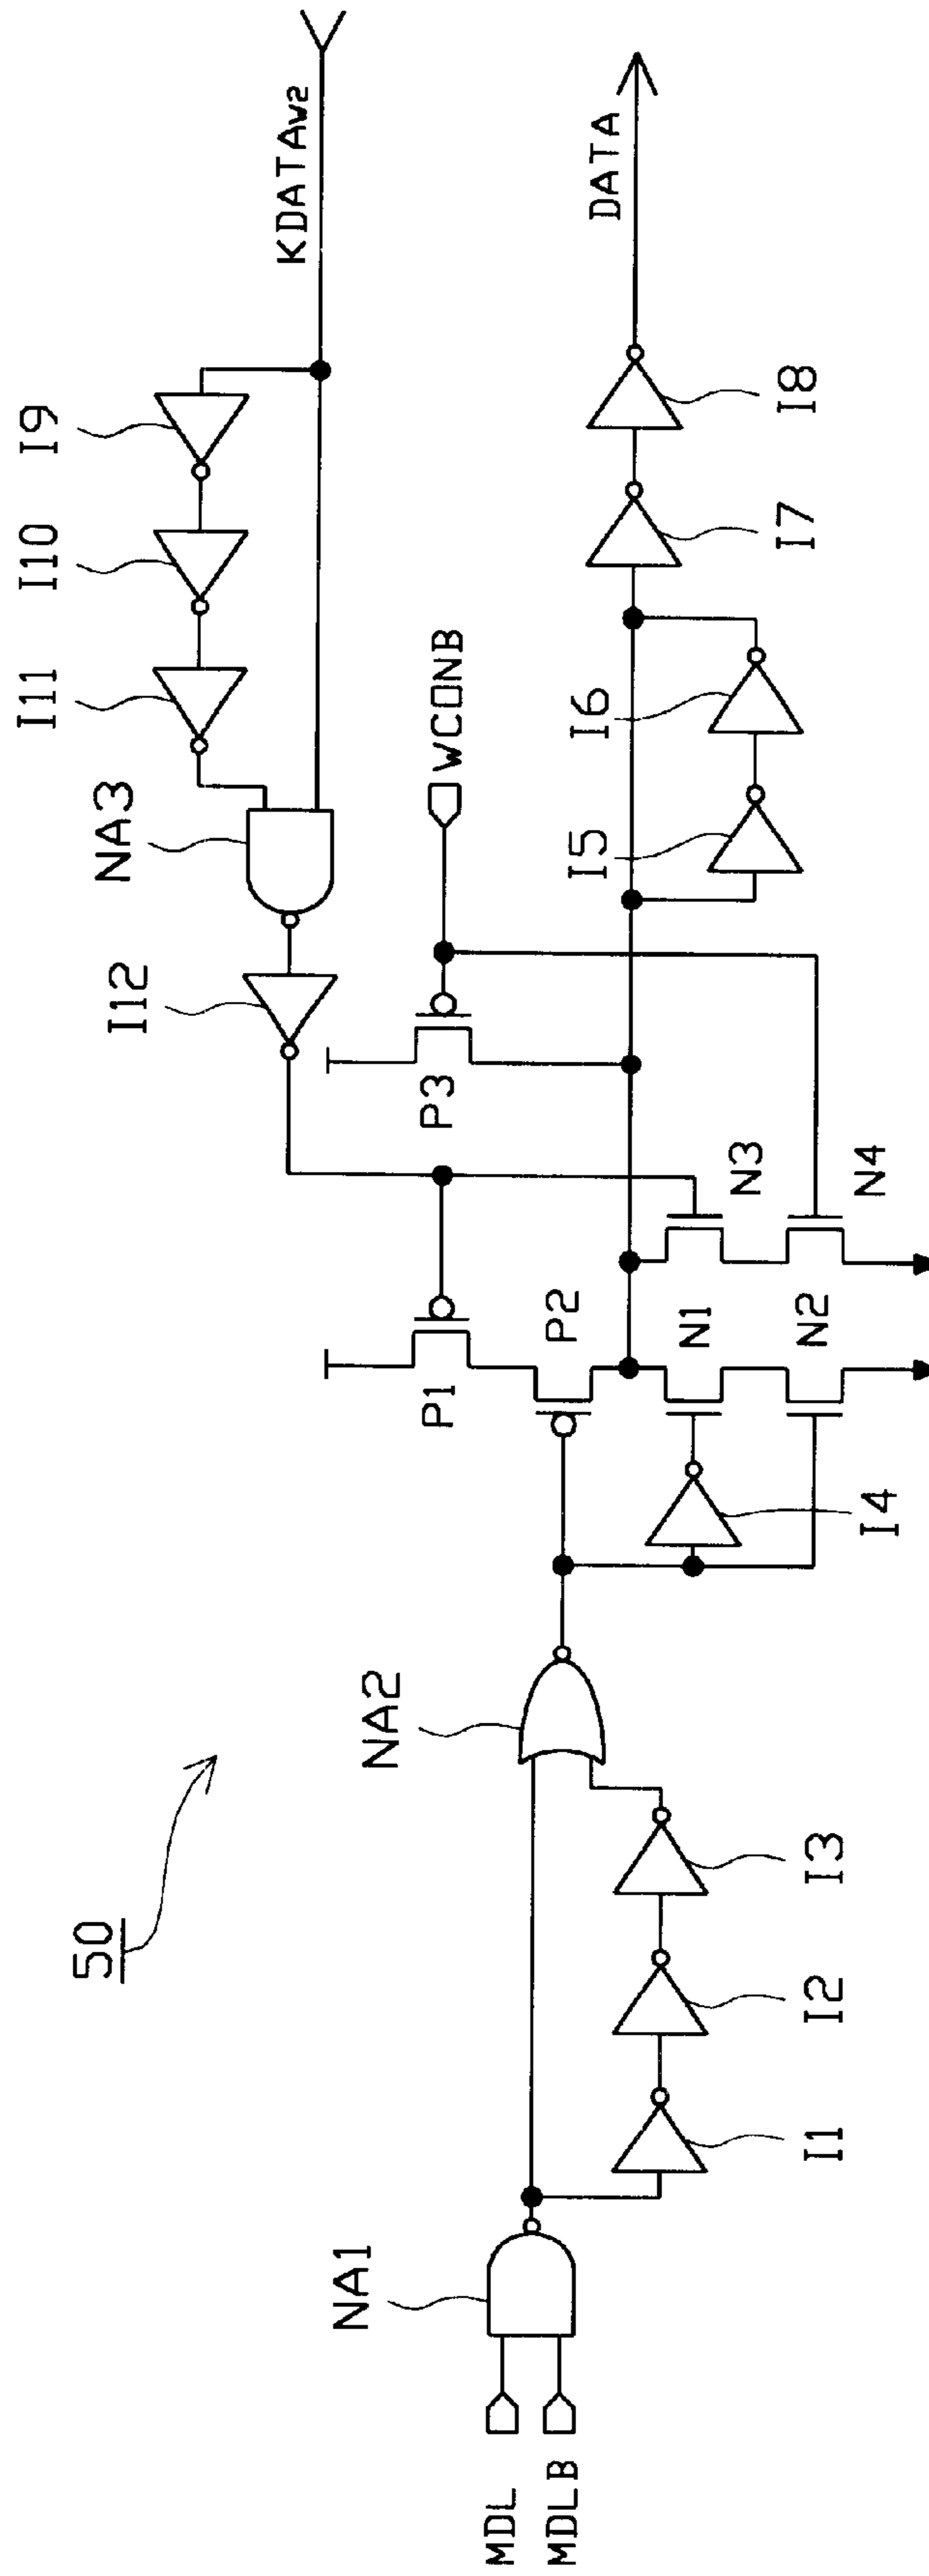 50
KDATAW2
I9
I10
I11
NA3
I12
WCONB
P3
P1
P2
N1
N2
N3
N4
I4
I5
I6
I7
I8
DATA
NA2
NA1
I1
I2
I3
MDL
MDLB